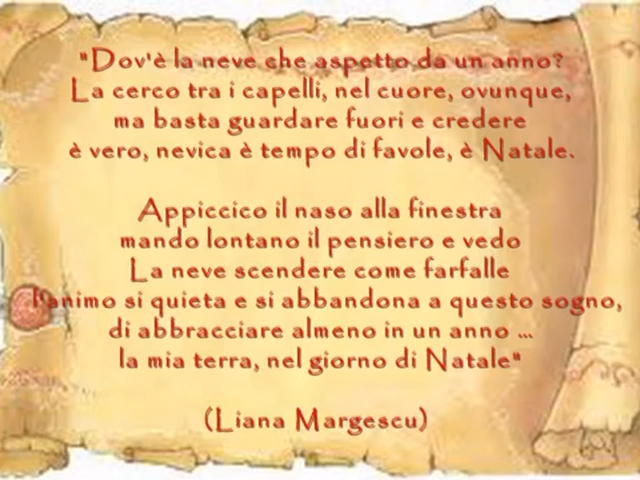 "Dov'è la neve che aspetto da un anno?
La cerco tra i capelli, nel cuore, ovunque,
ma basta guardare fuori e credere
è vero, nevica è tempo di favole, è Natale.
Appiccico il naso alla finestra
mando lontano il pensiero e vedo
La neve scendere come farfalle
l'animo si quieta e si abbandona a questo sogno,
di abbracciare almeno in un anno ...
la mia terra, nel giorno di Natale"
(Liana Margescu)